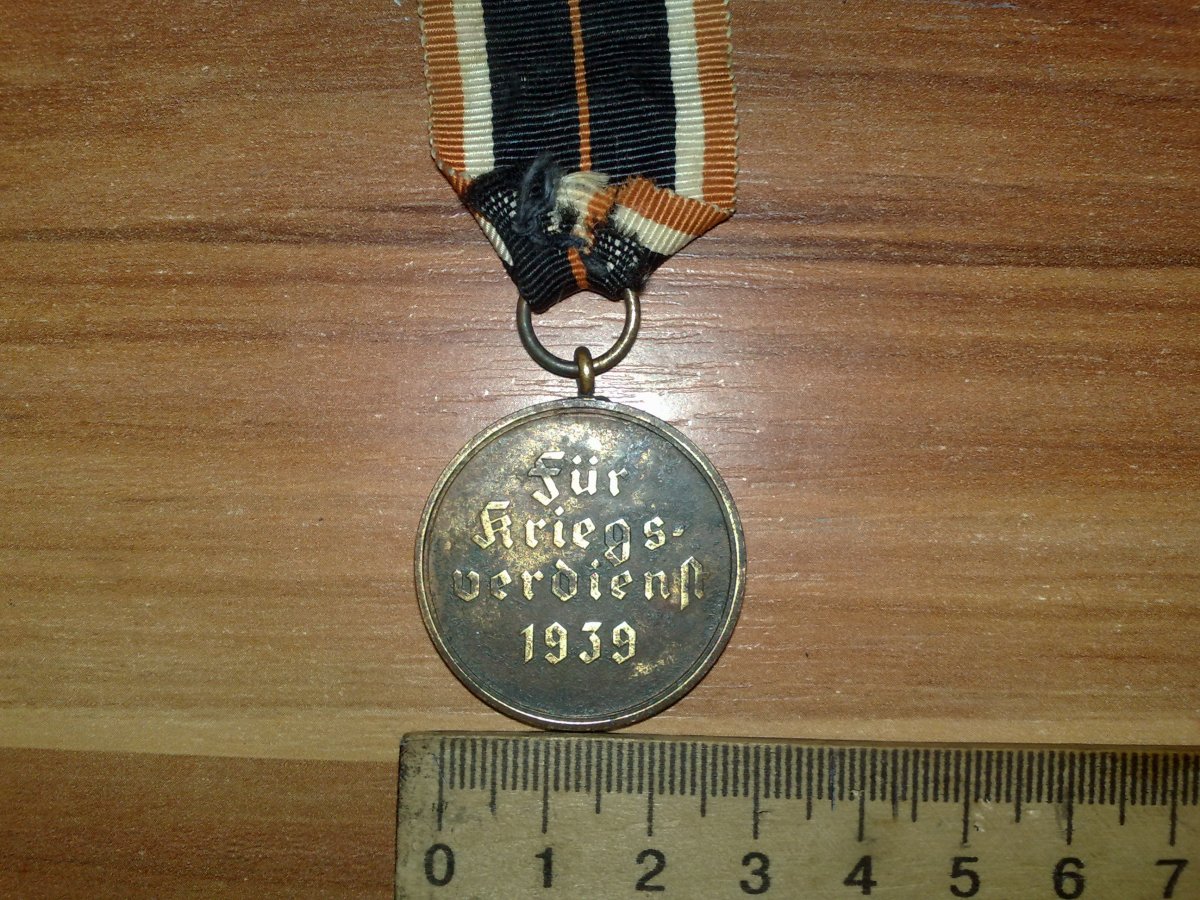 Für
Kriegs-
verdienst
1939
0 1 2 3 4 5 6 7